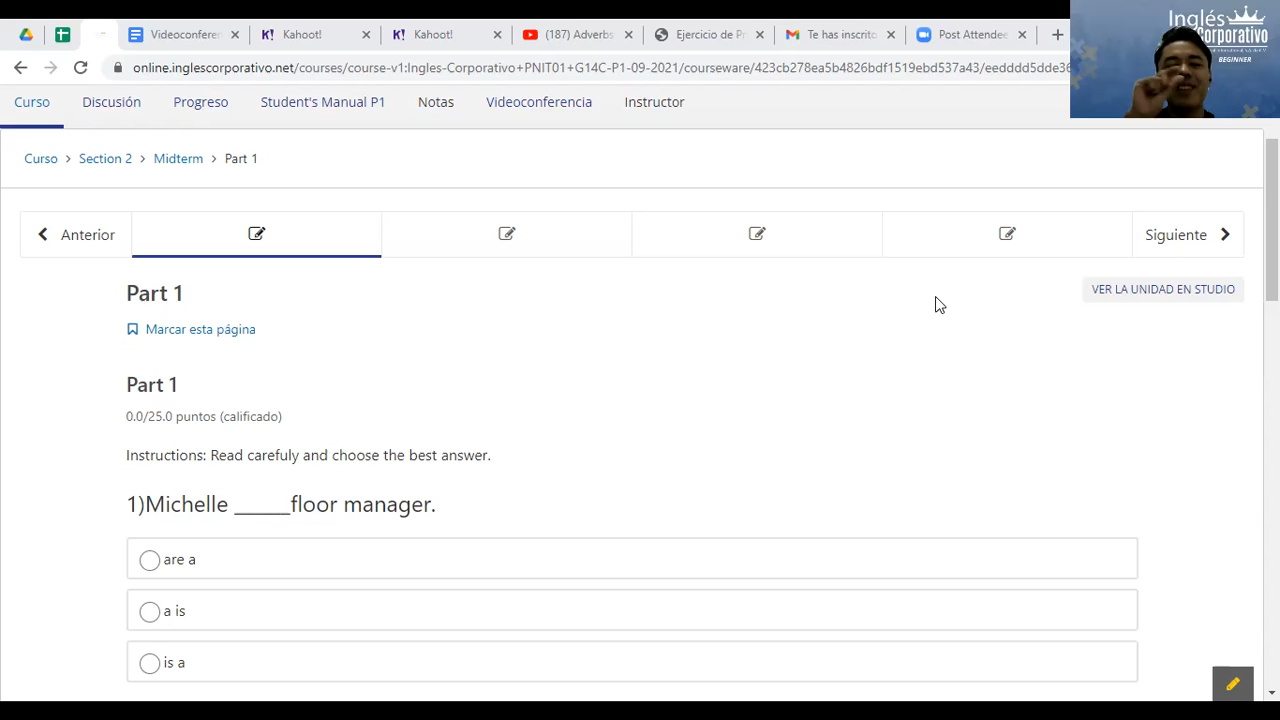 Videoconfere
Kahoot!
Kahoot!
(187) Adverbs
Ejercicio de Pr
Te has inscrito
Post Attendee
Inglés
Corporativo
BEGINNER
online.inglescorporativo.net/courses/course-v1:Ingles-Corporativo+PIT01+G14C-P1-09-2021/courseware/423cb278ea5b4826bdf1519ebd537a43/eedddd5dde36
Curso
Discusión
Progreso
Student's Manual P1
Notas
Videoconferencia
Instructor
Curso > Section 2 > Midterm > Part 1
Anterior
Siguiente
Part 1
VER LA UNIDAD EN STUDIO
Marcar esta página
Part 1
0.0/25.0 puntos (calificado)
Instructions: Read carefuly and choose the best answer.
1)Michelle ______floor manager.
are a
a is
is a